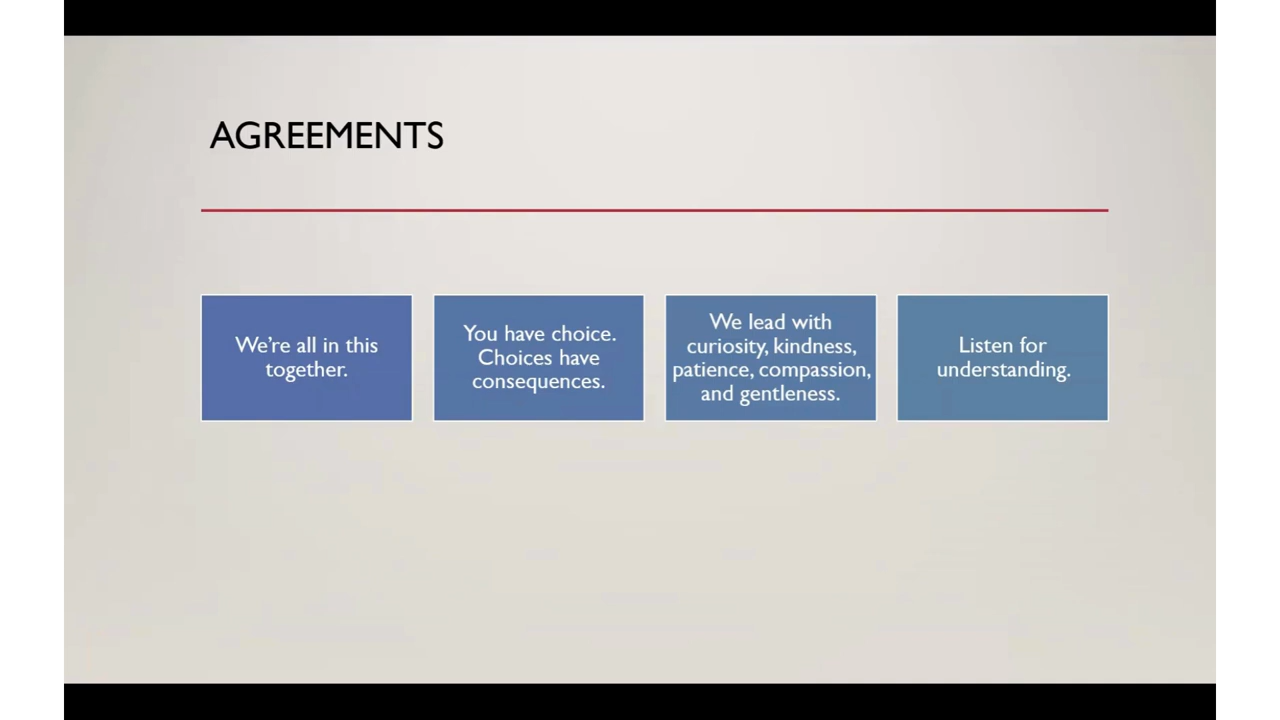 AGREEMENTS
We’re all in this
together.
You have choice.
Choices have
consequences.
We lead with
curiosity, kindness,
patience, compassion,
and gentleness.
Listen for
understanding.